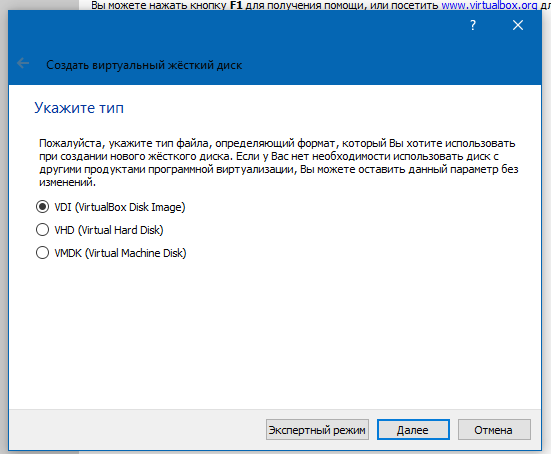 Вы можете нажать кнопку F1 для получения помощи, или посетить www.virtualbox.org дл
?
Создать виртуальный жёсткий диск
Укажите тип
Пожалуйста, укажите тип файла, определяющий формат, который Вы хотите использовать
при создании нового жёсткого диска. Если у Вас нет необходимости использовать диск с
другими продуктами программной виртуализации, Вы можете оставить данный параметр без
изменений.
VDI (VirtualBox Disk Image)
VHD (Virtual Hard Disk)
VMDK (Virtual Machine Disk)
Экспертный режим Далее Отмена